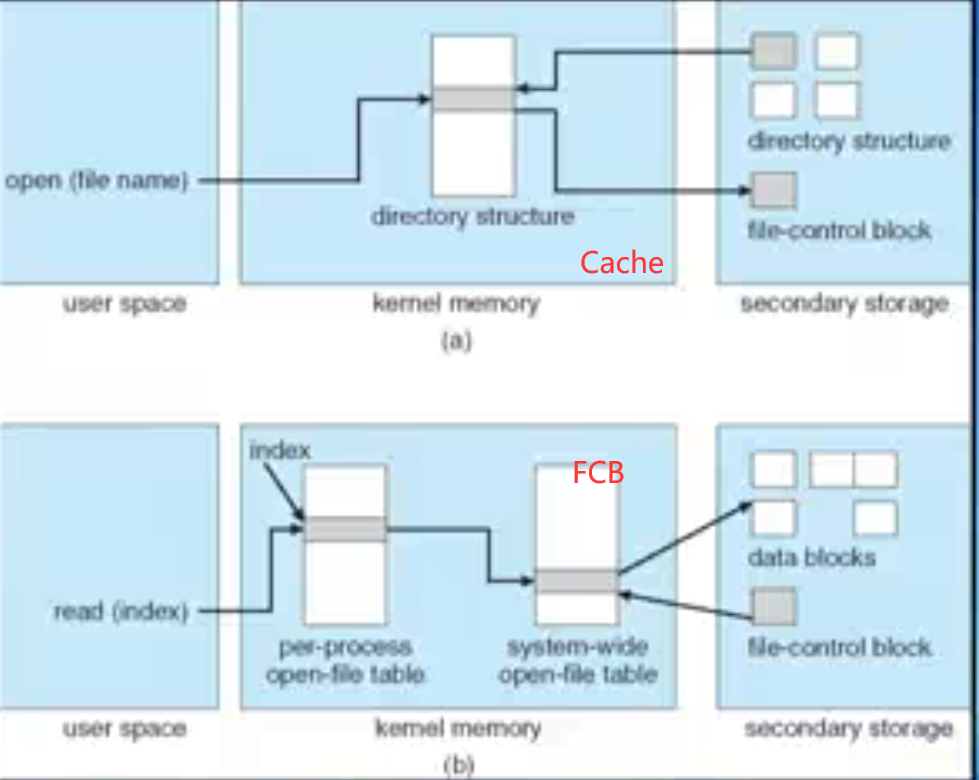 open (file name)
directory structure
Cache
directory structure
file-control block
user space
kernel memory
secondary storage
(a)
index
FCB
read (index)
per-process
open-file table
system-wide
open-file table
data blocks
file-control block
user space
kernel memory
secondary storage
(b)